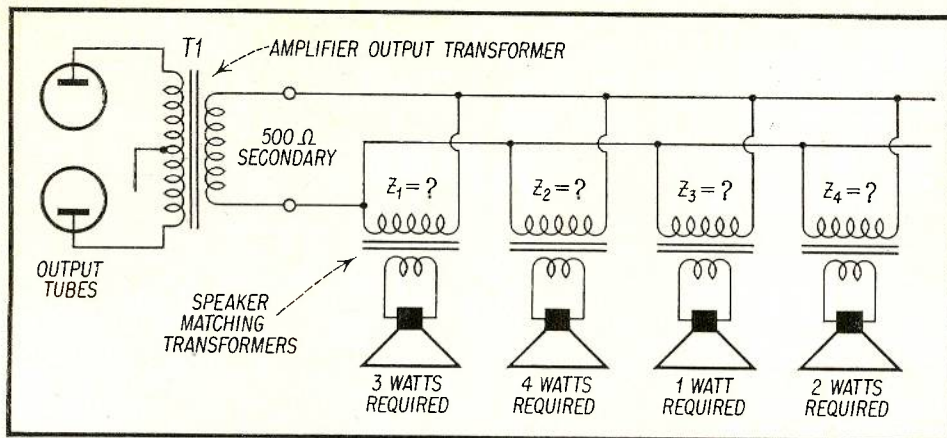 T1
AMPLIFIER OUTPUT TRANSFORMER
500 Ω
SECONDARY
Z₁ = ?
Z₂ = ?
Z₃ = ?
Z₄ = ?
OUTPUT
TUBES
SPEAKER
MATCHING
TRANSFORMERS
3 WATTS
REQUIRED
4 WATTS
REQUIRED
1 WATT
REQUIRED
2 WATTS
REQUIRED